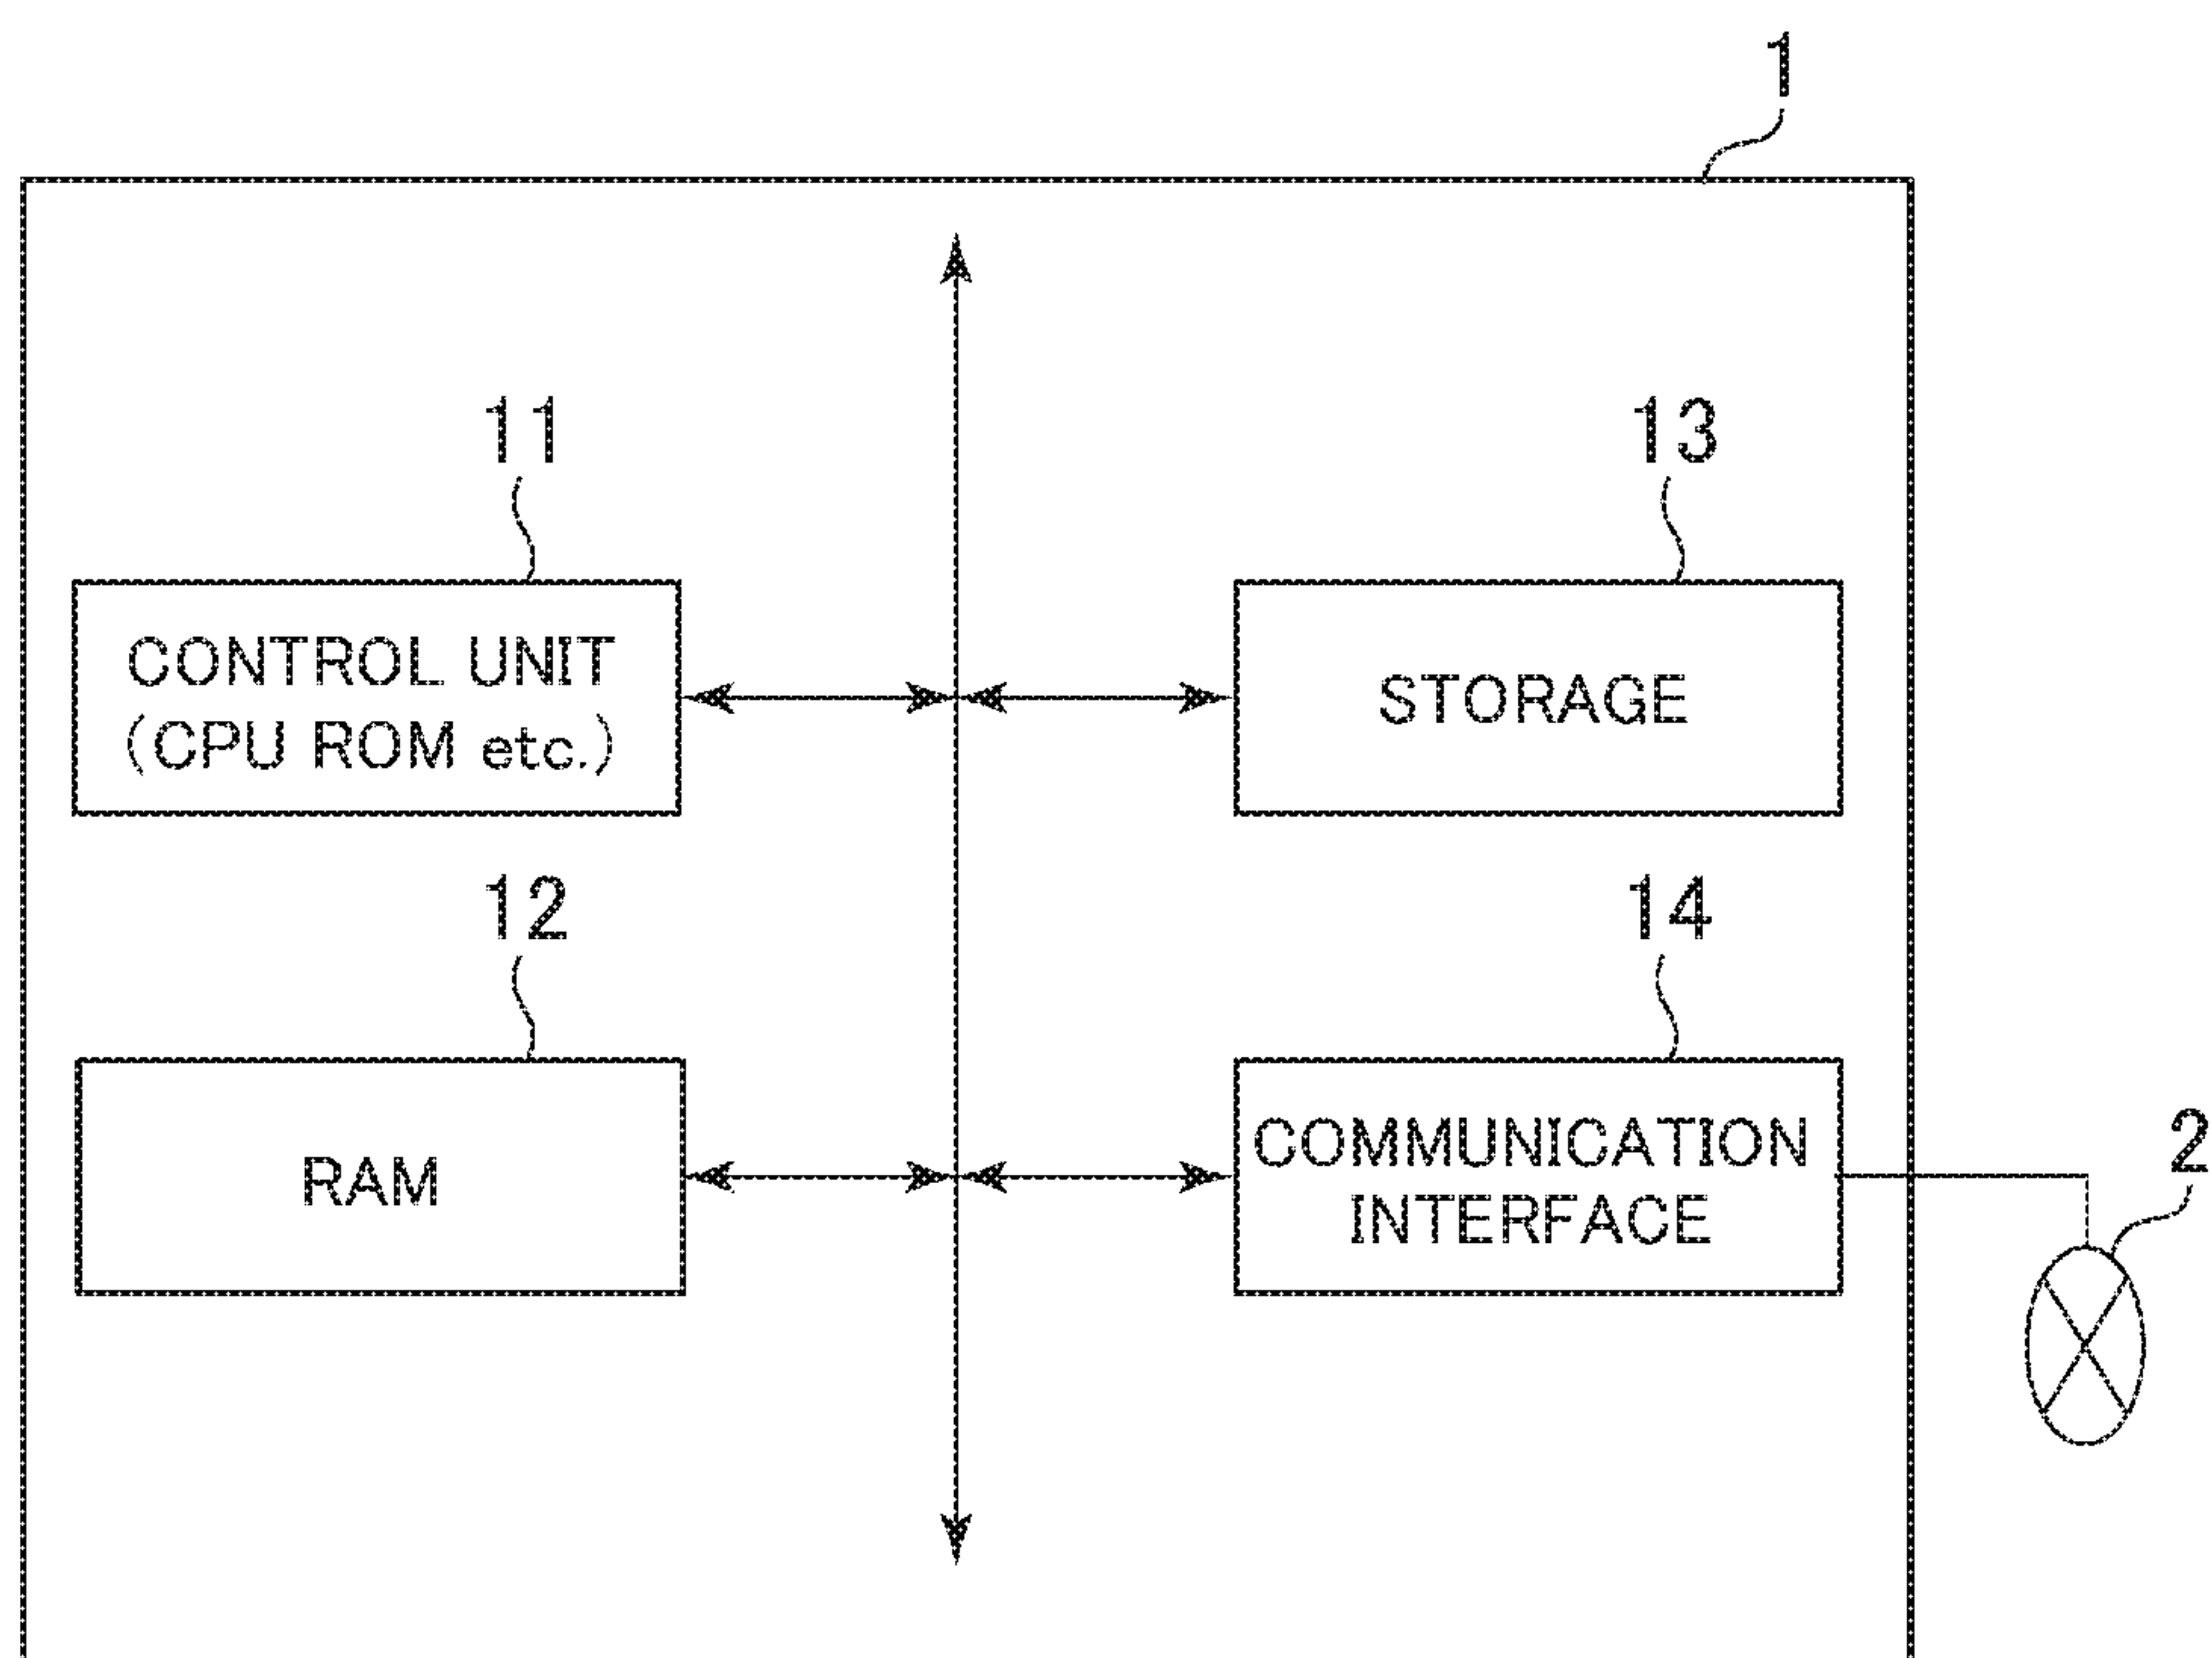 1
11
13
CONTROL UNIT
(CPU ROM etc.)
STORAGE
12
14
RAM
COMMUNICATION
INTERFACE
2